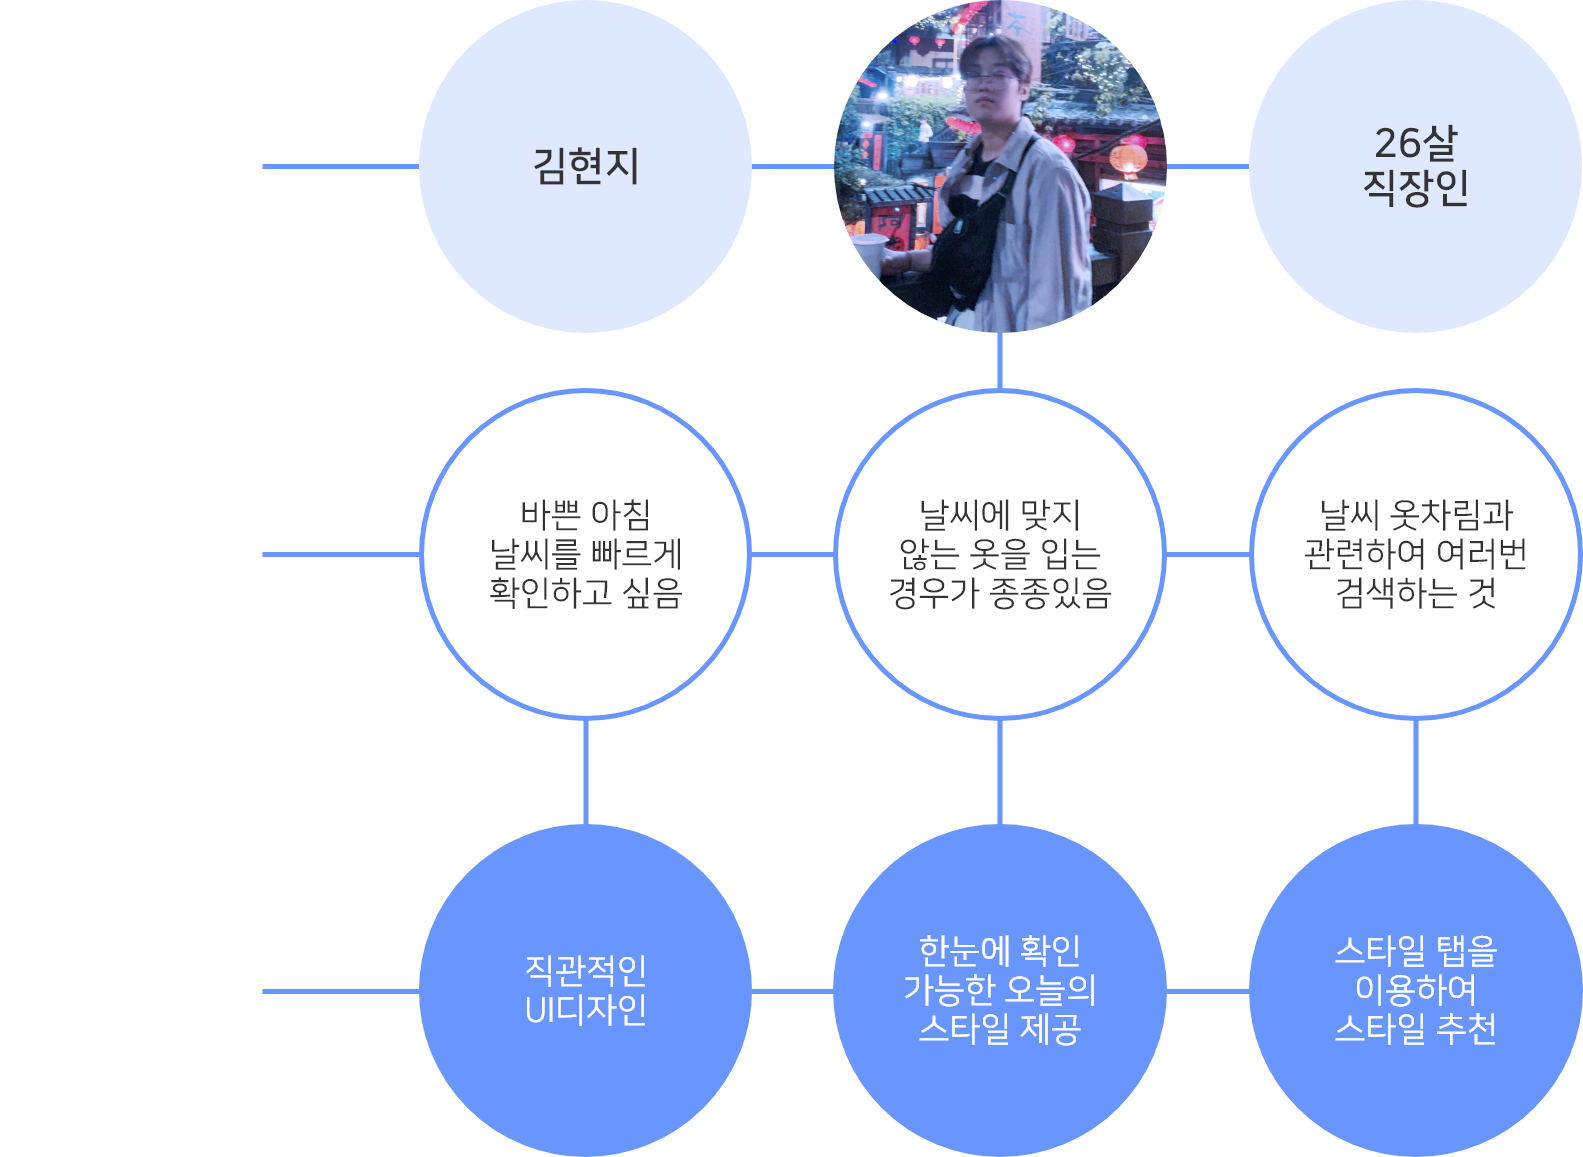 김현지
26살
직장인
바쁜 아침
날씨를 빠르게
확인하고 싶음
날씨에 맞지
않는 옷을 입는
경우가 종종있음
날씨 옷차림과
관련하여 여러번
검색하는 것
직관적인
UI디자인
한눈에 확인
가능한 오늘의
스타일 제공
스타일 탭을
이용하여
스타일 추천